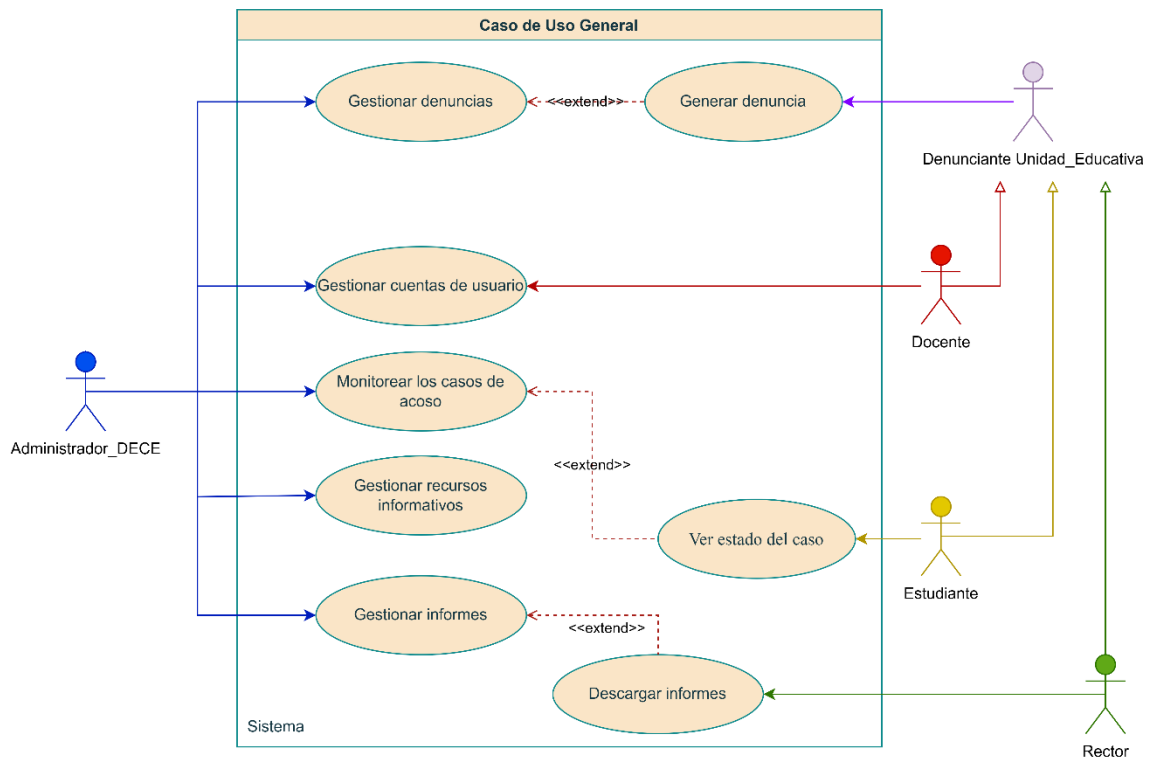 Caso de Uso General
Gestionar denuncias
<<extend>>
Generar denuncia
Denunciante Unidad_Educativa
Gestionar cuentas de usuario
Docente
Monitorear los casos de
acoso
Administrador_DECE
<<extend>>
Gestionar recursos
informativos
Ver estado del caso
Estudiante
Gestionar informes
<<extend>>
Descargar informes
Sistema
Rector